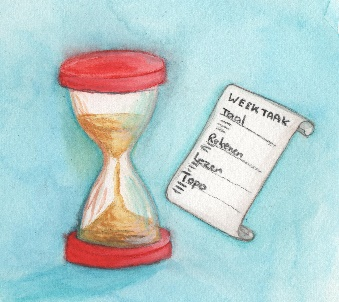 WEEKTAAK
Taal
Rekenen
Lezen
Topo